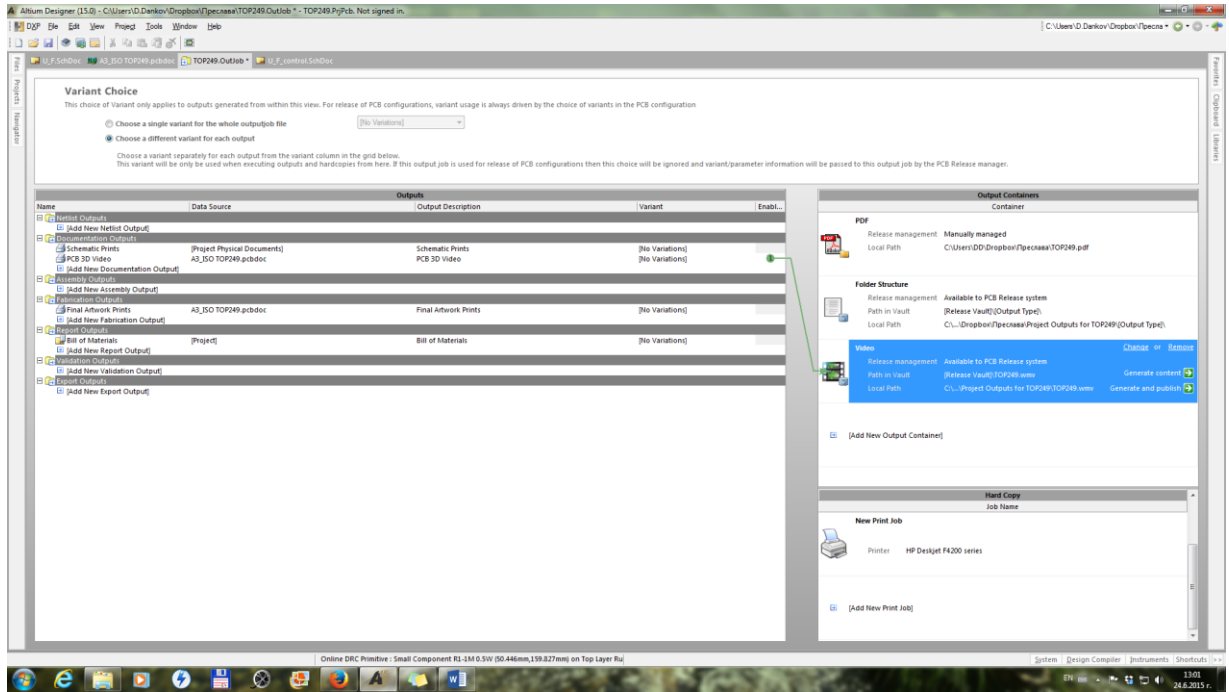 Altium Designer (15.0) - C:\Users\D.Dankov\Dropbox\Преслава\TOP249.OutJob * - TOP249.PrjPcb. Not signed in.
DXP File Edit View Project Tools Window Help
C:\Users\D.Dankov\Dropbox\Пресла
U_F.SchDoc A3_ISO TOP249.pcbdoc TOP249.OutJob * U_F_control.SchDoc
Files
Projects
Navigator
Favorites
Clipboard
Libraries
Variant Choice
This choice of Variant only applies to outputs generated from within this view. For release of PCB configurations, variant usage is always driven by the choice of variants in the PCB configuration
Choose a single variant for the whole outputjob file [No Variations]
Choose a different variant for each output
Choose a variant separately for each output from the variant column in the grid below.
This variant will be only be used when executing outputs and hardcopies from here. If this output job is used for release of PCB configurations then this choice will be ignored and variant/parameter information will be passed to this output job by the PCB Release manager.
Outputs
Name Data Source Output Description Variant Enabl...
Netlist Outputs
[Add New Netlist Output]
Documentation Outputs
Schematic Prints [Project Physical Documents] Schematic Prints [No Variations]
PCB 3D Video A3_ISO TOP249.pcbdoc PCB 3D Video [No Variations] 1
[Add New Documentation Output]
Assembly Outputs
[Add New Assembly Output]
Fabrication Outputs
Final Artwork Prints A3_ISO TOP249.pcbdoc Final Artwork Prints [No Variations]
[Add New Fabrication Output]
Report Outputs
Bill of Materials [Project] Bill of Materials [No Variations]
[Add New Report Output]
Validation Outputs
[Add New Validation Output]
Export Outputs
[Add New Export Output]
Output Containers
Container
PDF
Release management Manually managed
Local Path C:\Users\DD\Dropbox\Преслава\TOP249.pdf
Folder Structure
Release management Available to PCB Release system
Path in Vault [Release Vault]\[Output Type]\
Local Path C:\...\Dropbox\Преслава\Project Outputs for TOP249\[Output Type]\
Video Change or Remove
Release management Available to PCB Release system
Path in Vault [Release Vault]\TOP249.wmv Generate content
Local Path C:\...\Project Outputs for TOP249\TOP249.wmv Generate and publish
[Add New Output Container]
Hard Copy
Job Name
New Print Job
Printer HP Deskjet F4200 series
[Add New Print Job]
Online DRC Primitive : Small Component R1-1M 0.5W (50.446mm,159.827mm) on Top Layer Ru
System Design Compiler Instruments Shortcuts >>
EN 13:01
24.6.2015 г.